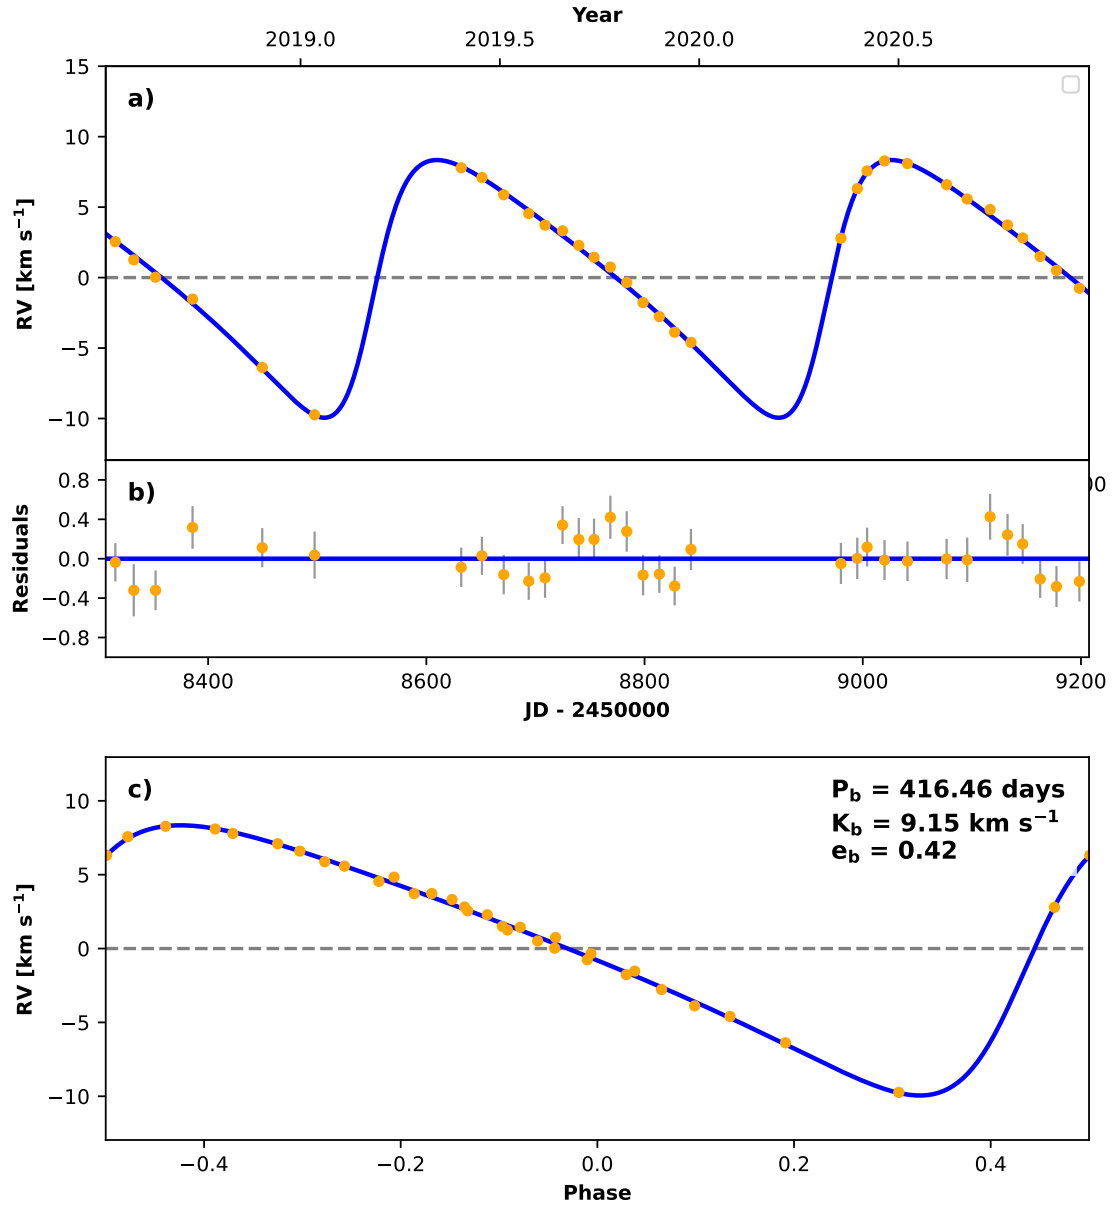 Year
2019.0 2019.5 2020.0 2020.5
a)
15
10
5
0
−5
−10
RV [km s⁻¹]
b)
00
0.8
0.4
0.0
−0.4
−0.8
Residuals
8400 8600 8800 9000 9200
JD - 2450000
c)
P_b = 416.46 days
K_b = 9.15 km s⁻¹
e_b = 0.42
10
5
0
−5
−10
RV [km s⁻¹]
−0.4 −0.2 0.0 0.2 0.4
Phase